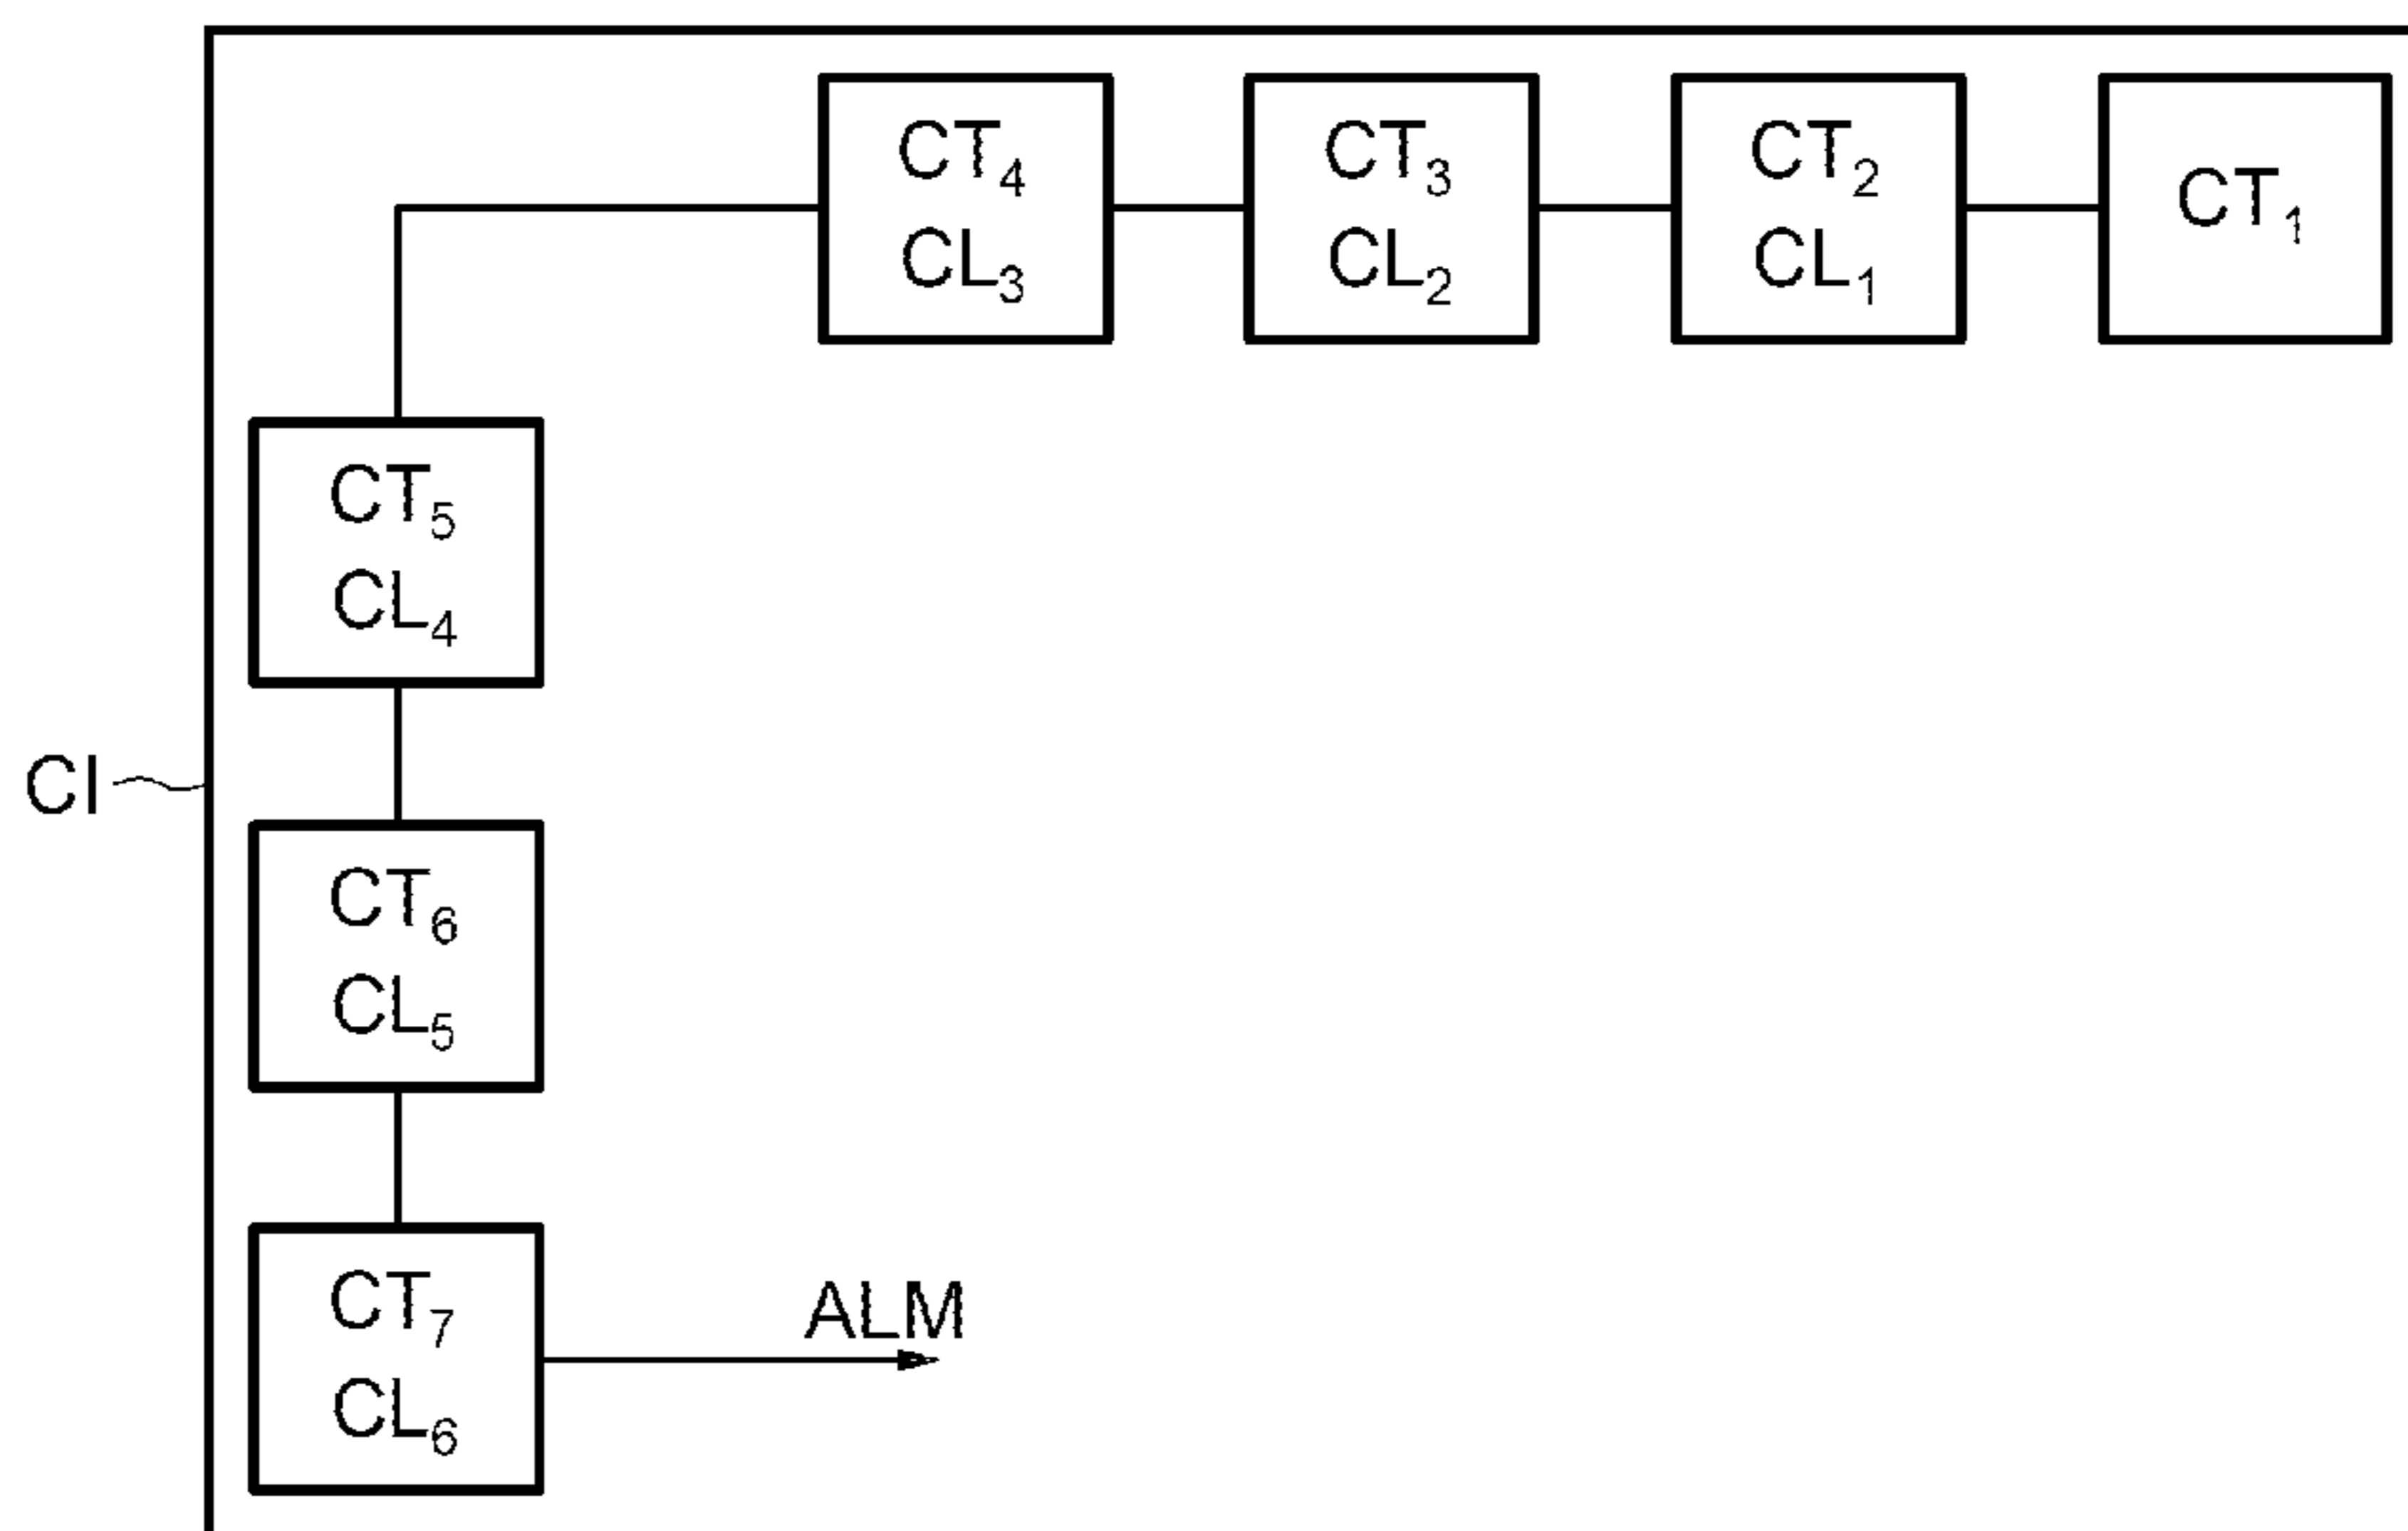 CT₄
CL₃
CT₃
CL₂
CT₂
CL₁
CT₁
CT₅
CL₄
CI
CT₆
CL₅
CT₇
CL₆
ALM